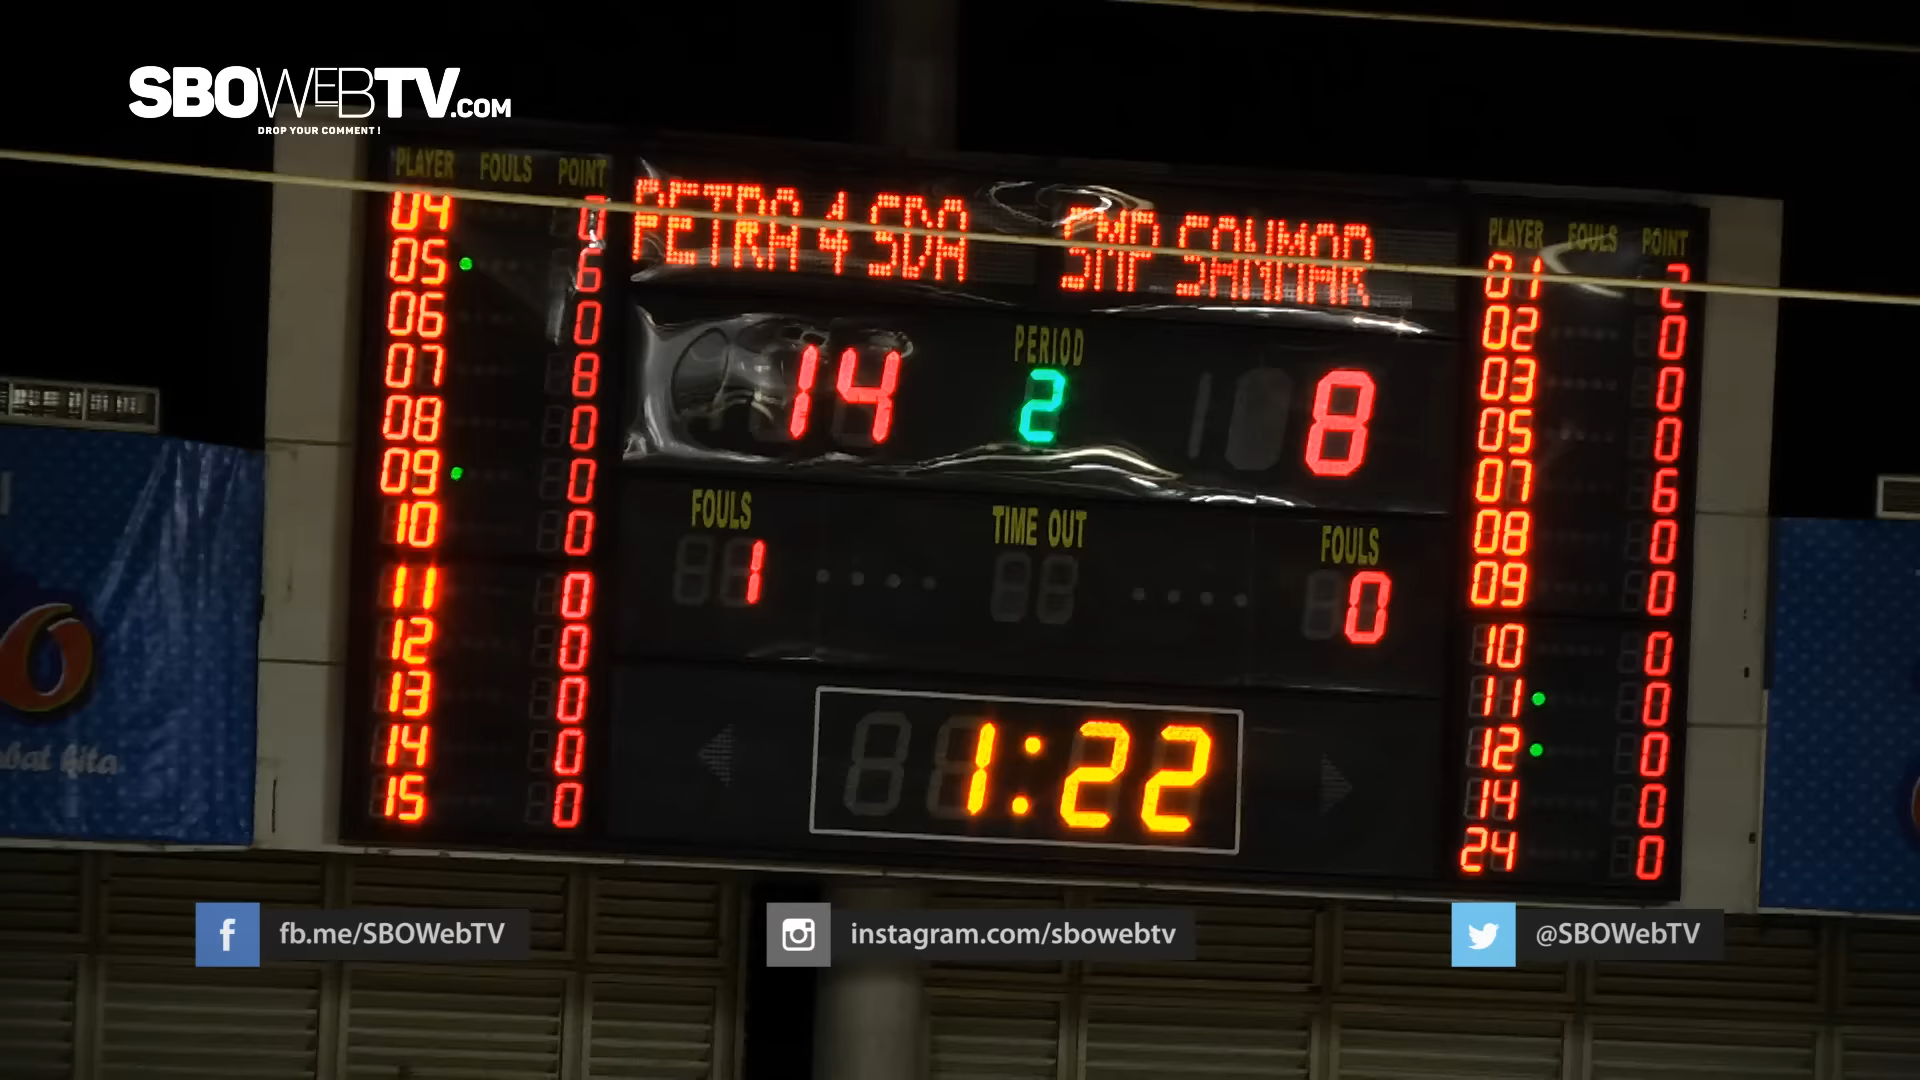 SBOWEBTV.COM
DROP YOUR COMMENT !
PLAYER FOULS POINT
04 0
05 6
06 0
07 8
08 0
09 0
10 0
11 0
12 0
13 0
14 0
15 0
PETRA 4 SDA SMP SANMAR
14 PERIOD 8
2
FOULS TIME OUT FOULS
1 0
1:22
PLAYER FOULS POINT
01 2
02 0
03 0
05 0
07 6
08 0
09 0
10 0
11 0
12 0
14 0
24 0
kita
fb.me/SBOWebTV
instagram.com/sbowebtv
@SBOWebTV